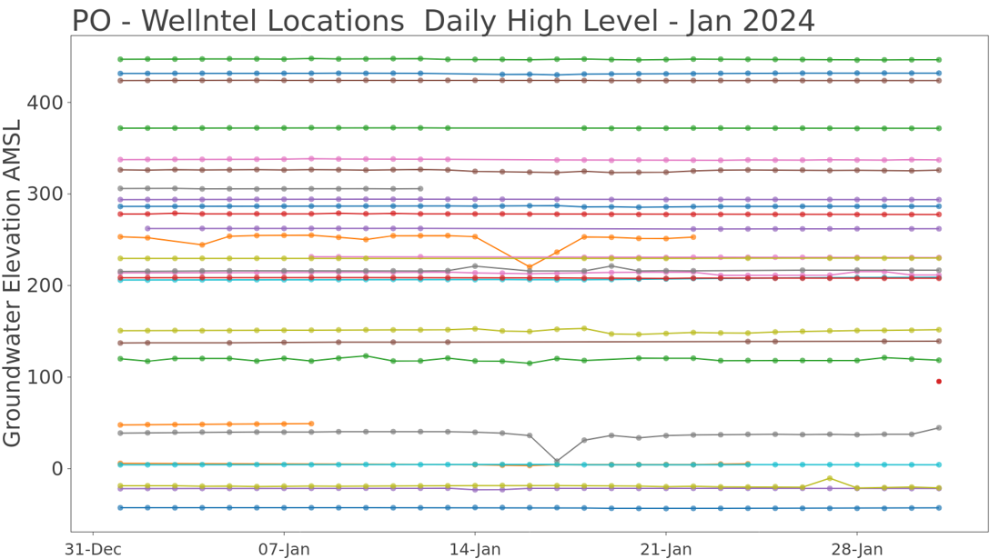 PO - Wellntel Locations  Daily High Level - Jan 2024
Groundwater Elevation AMSL
400
300
200
100
0
31-Dec
07-Jan
14-Jan
21-Jan
28-Jan